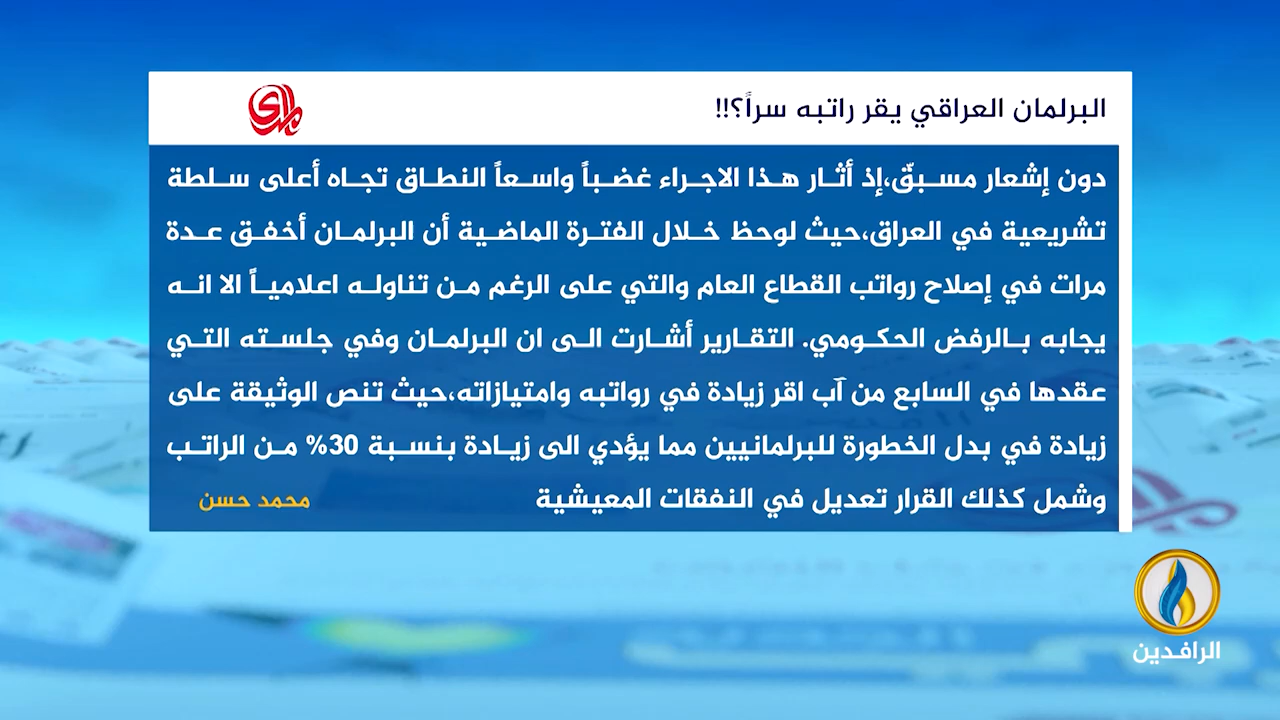 البرلمان العراقي يقر راتبه سراً؟!!
دون إشعار مسبقّ،إذ أثار هذا الاجراء غضباً واسعاً النطاق تجاه أعلى سلطة
تشريعية في العراق،حيث لوحظ خلال الفترة الماضية أن البرلمان أخفق عدة
مرات في إصلاح رواتب القطاع العام والتي على الرغم من تناوله اعلامياً الا انه
يجابه بالرفض الحكومي. التقارير أشارت الى ان البرلمان وفي جلسته التي
عقدها في السابع من آب اقر زيادة في رواتبه وامتيازاته،حيث تنص الوثيقة على
زيادة في بدل الخطورة للبرلمانيين مما يؤدي الى زيادة بنسبة 30% من الراتب
وشمل كذلك القرار تعديل في النفقات المعيشية
محمد حسن
الرافدين